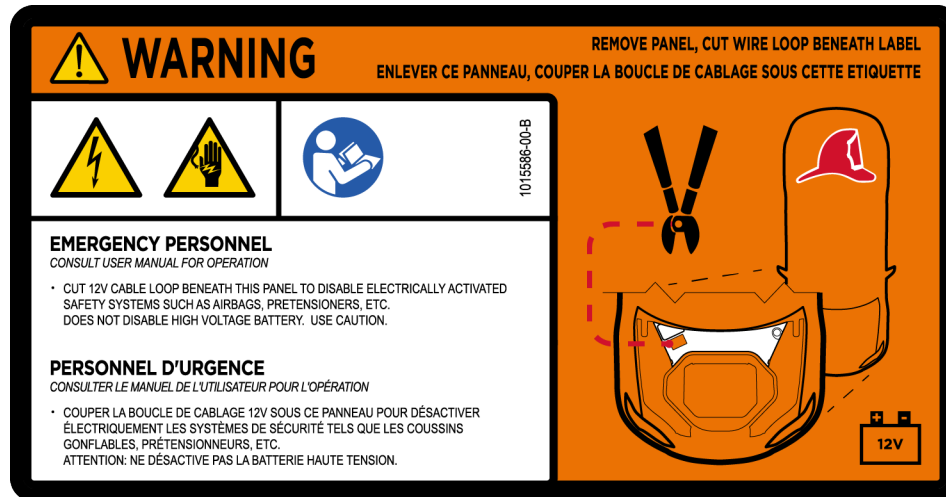 WARNING
REMOVE PANEL, CUT WIRE LOOP BENEATH LABEL
ENLEVER CE PANNEAU, COUPER LA BOUCLE DE CABLAGE SOUS CETTE ETIQUETTE
1015586-00-B
EMERGENCY PERSONNEL
CONSULT USER MANUAL FOR OPERATION
• CUT 12V CABLE LOOP BENEATH THIS PANEL TO DISABLE ELECTRICALLY ACTIVATED
SAFETY SYSTEMS SUCH AS AIRBAGS, PRETENSIONERS, ETC.
DOES NOT DISABLE HIGH VOLTAGE BATTERY. USE CAUTION.
PERSONNEL D'URGENCE
CONSULTER LE MANUEL DE L'UTILISATEUR POUR L'OPÉRATION
• COUPER LA BOUCLE DE CABLAGE 12V SOUS CE PANNEAU POUR DÉSACTIVER
ÉLECTRIQUEMENT LES SYSTÈMES DE SÉCURITÉ TELS QUE LES COUSSINS
GONFLABLES, PRÉTENSIONNEURS, ETC.
ATTENTION: NE DÉSACTIVE PAS LA BATTERIE HAUTE TENSION.
12V